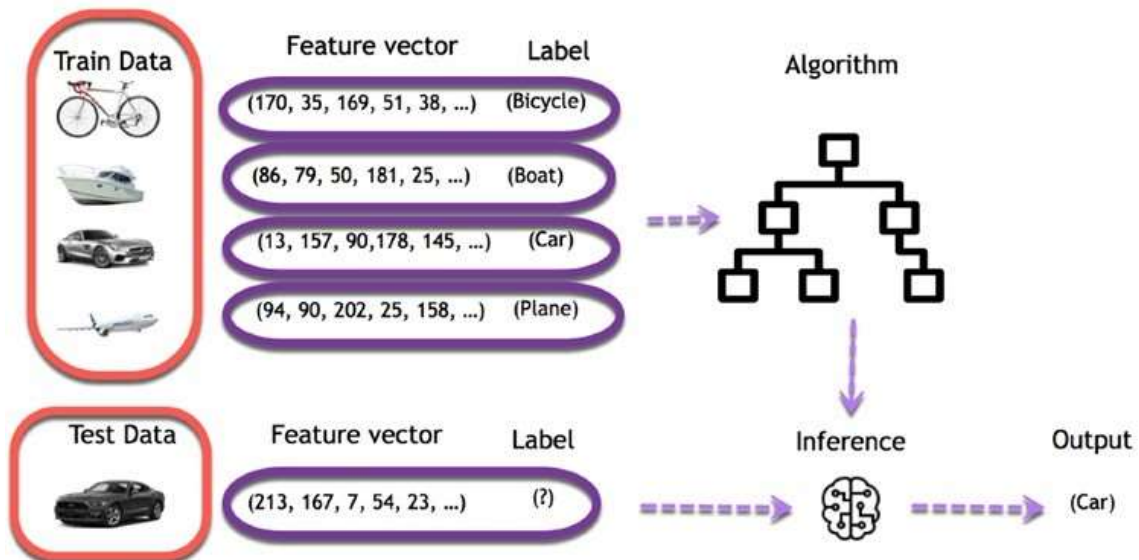 Train Data Feature vector Label Algorithm
(170, 35, 169, 51, 38, ...) (Bicycle)
(86, 79, 50, 181, 25, ...) (Boat)
(13, 157, 90,178, 145, ...) (Car)
(94, 90, 202, 25, 158, ...) (Plane)
Test Data Feature vector Label Inference Output
(213, 167, 7, 54, 23, ...) (?) (Car)